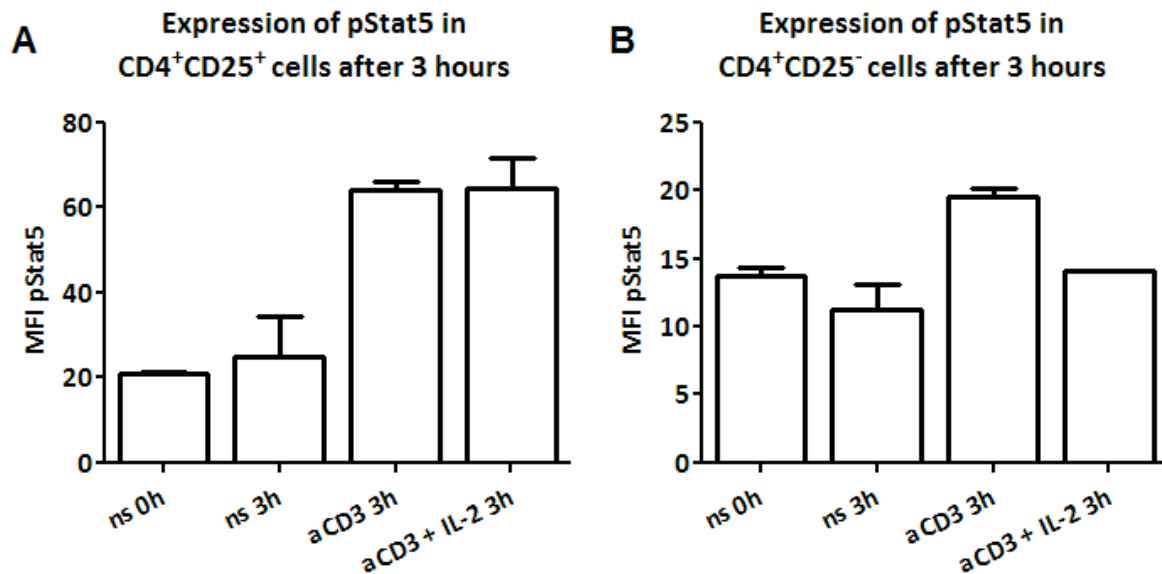 A
Expression of pStat5 in
CD4⁺CD25⁺ cells after 3 hours
MFI pStat5
80
60
40
20
0
ns 0h
ns 3h
aCD3 3h
aCD3 + IL-2 3h
B
Expression of pStat5 in
CD4⁺CD25⁻ cells after 3 hours
MFI pStat5
25
20
15
10
5
0
ns 0h
ns 3h
aCD3 3h
aCD3 + IL-2 3h